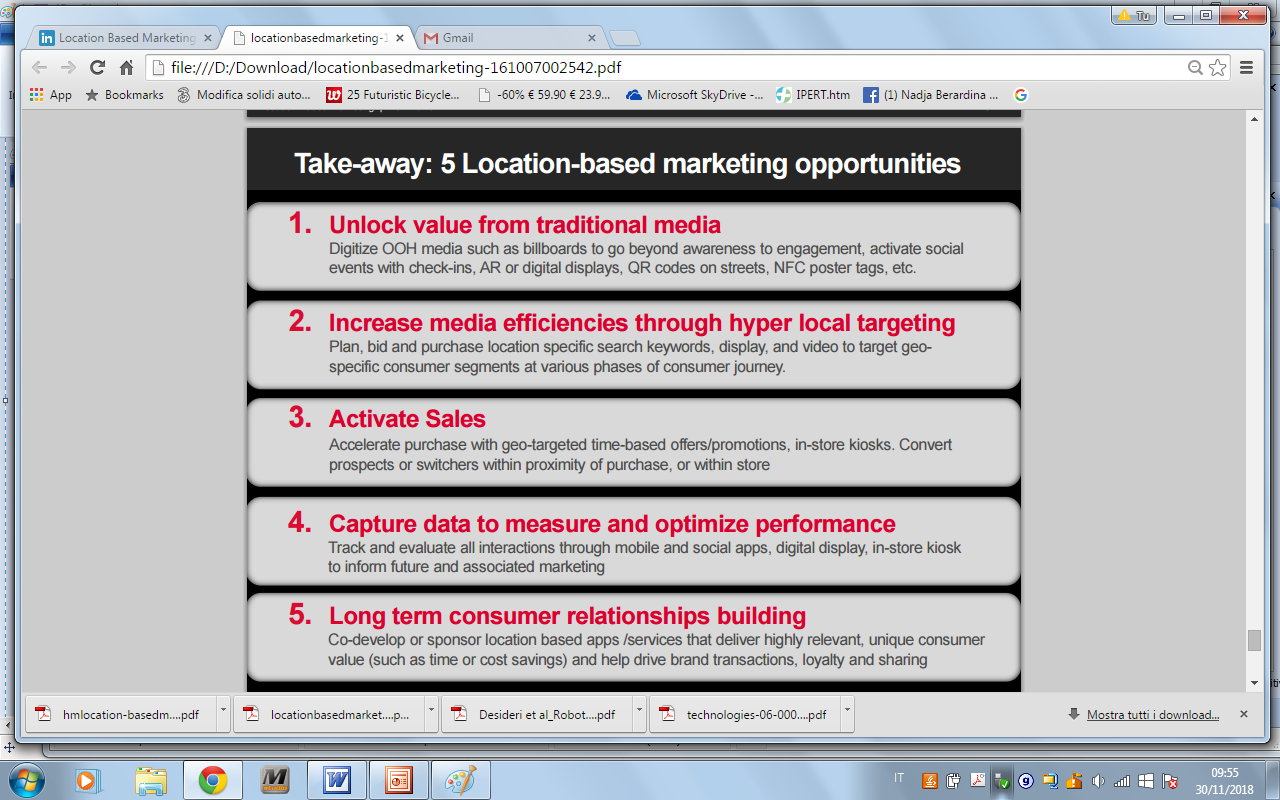 Tu
Location Based Marketing
locationbasedmarketing-1
Gmail
file:///D:/Download/locationbasedmarketing-161007002542.pdf
App
Bookmarks
Modifica solidi auto...
25 Futuristic Bicycle...
-60% € 59.90 € 23.9...
Microsoft SkyDrive -...
IPERT.htm
(1) Nadja Berardina ...
Take-away: 5 Location-based marketing opportunities
1. Unlock value from traditional media
Digitize OOH media such as billboards to go beyond awareness to engagement, activate social
events with check-ins, AR or digital displays, QR codes on streets, NFC poster tags, etc.
2. Increase media efficiencies through hyper local targeting
Plan, bid and purchase location specific search keywords, display, and video to target geo-
specific consumer segments at various phases of consumer journey.
3. Activate Sales
Accelerate purchase with geo-targeted time-based offers/promotions, in-store kiosks. Convert
prospects or switchers within proximity of purchase, or within store
4. Capture data to measure and optimize performance
Track and evaluate all interactions through mobile and social apps, digital display, in-store kiosk
to inform future and associated marketing
5. Long term consumer relationships building
Co-develop or sponsor location based apps /services that deliver highly relevant, unique consumer
value (such as time or cost savings) and help drive brand transactions, loyalty and sharing
hmlocation-basedm....pdf
locationbasedmarket....p...
Desideri et al_Robot....pdf
technologies-06-000....pdf
Mostra tutti i download...
IT
09:55
30/11/2018